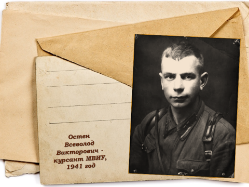 Остен
Всеволод
Викторович -
курсант МВИУ,
1941 год